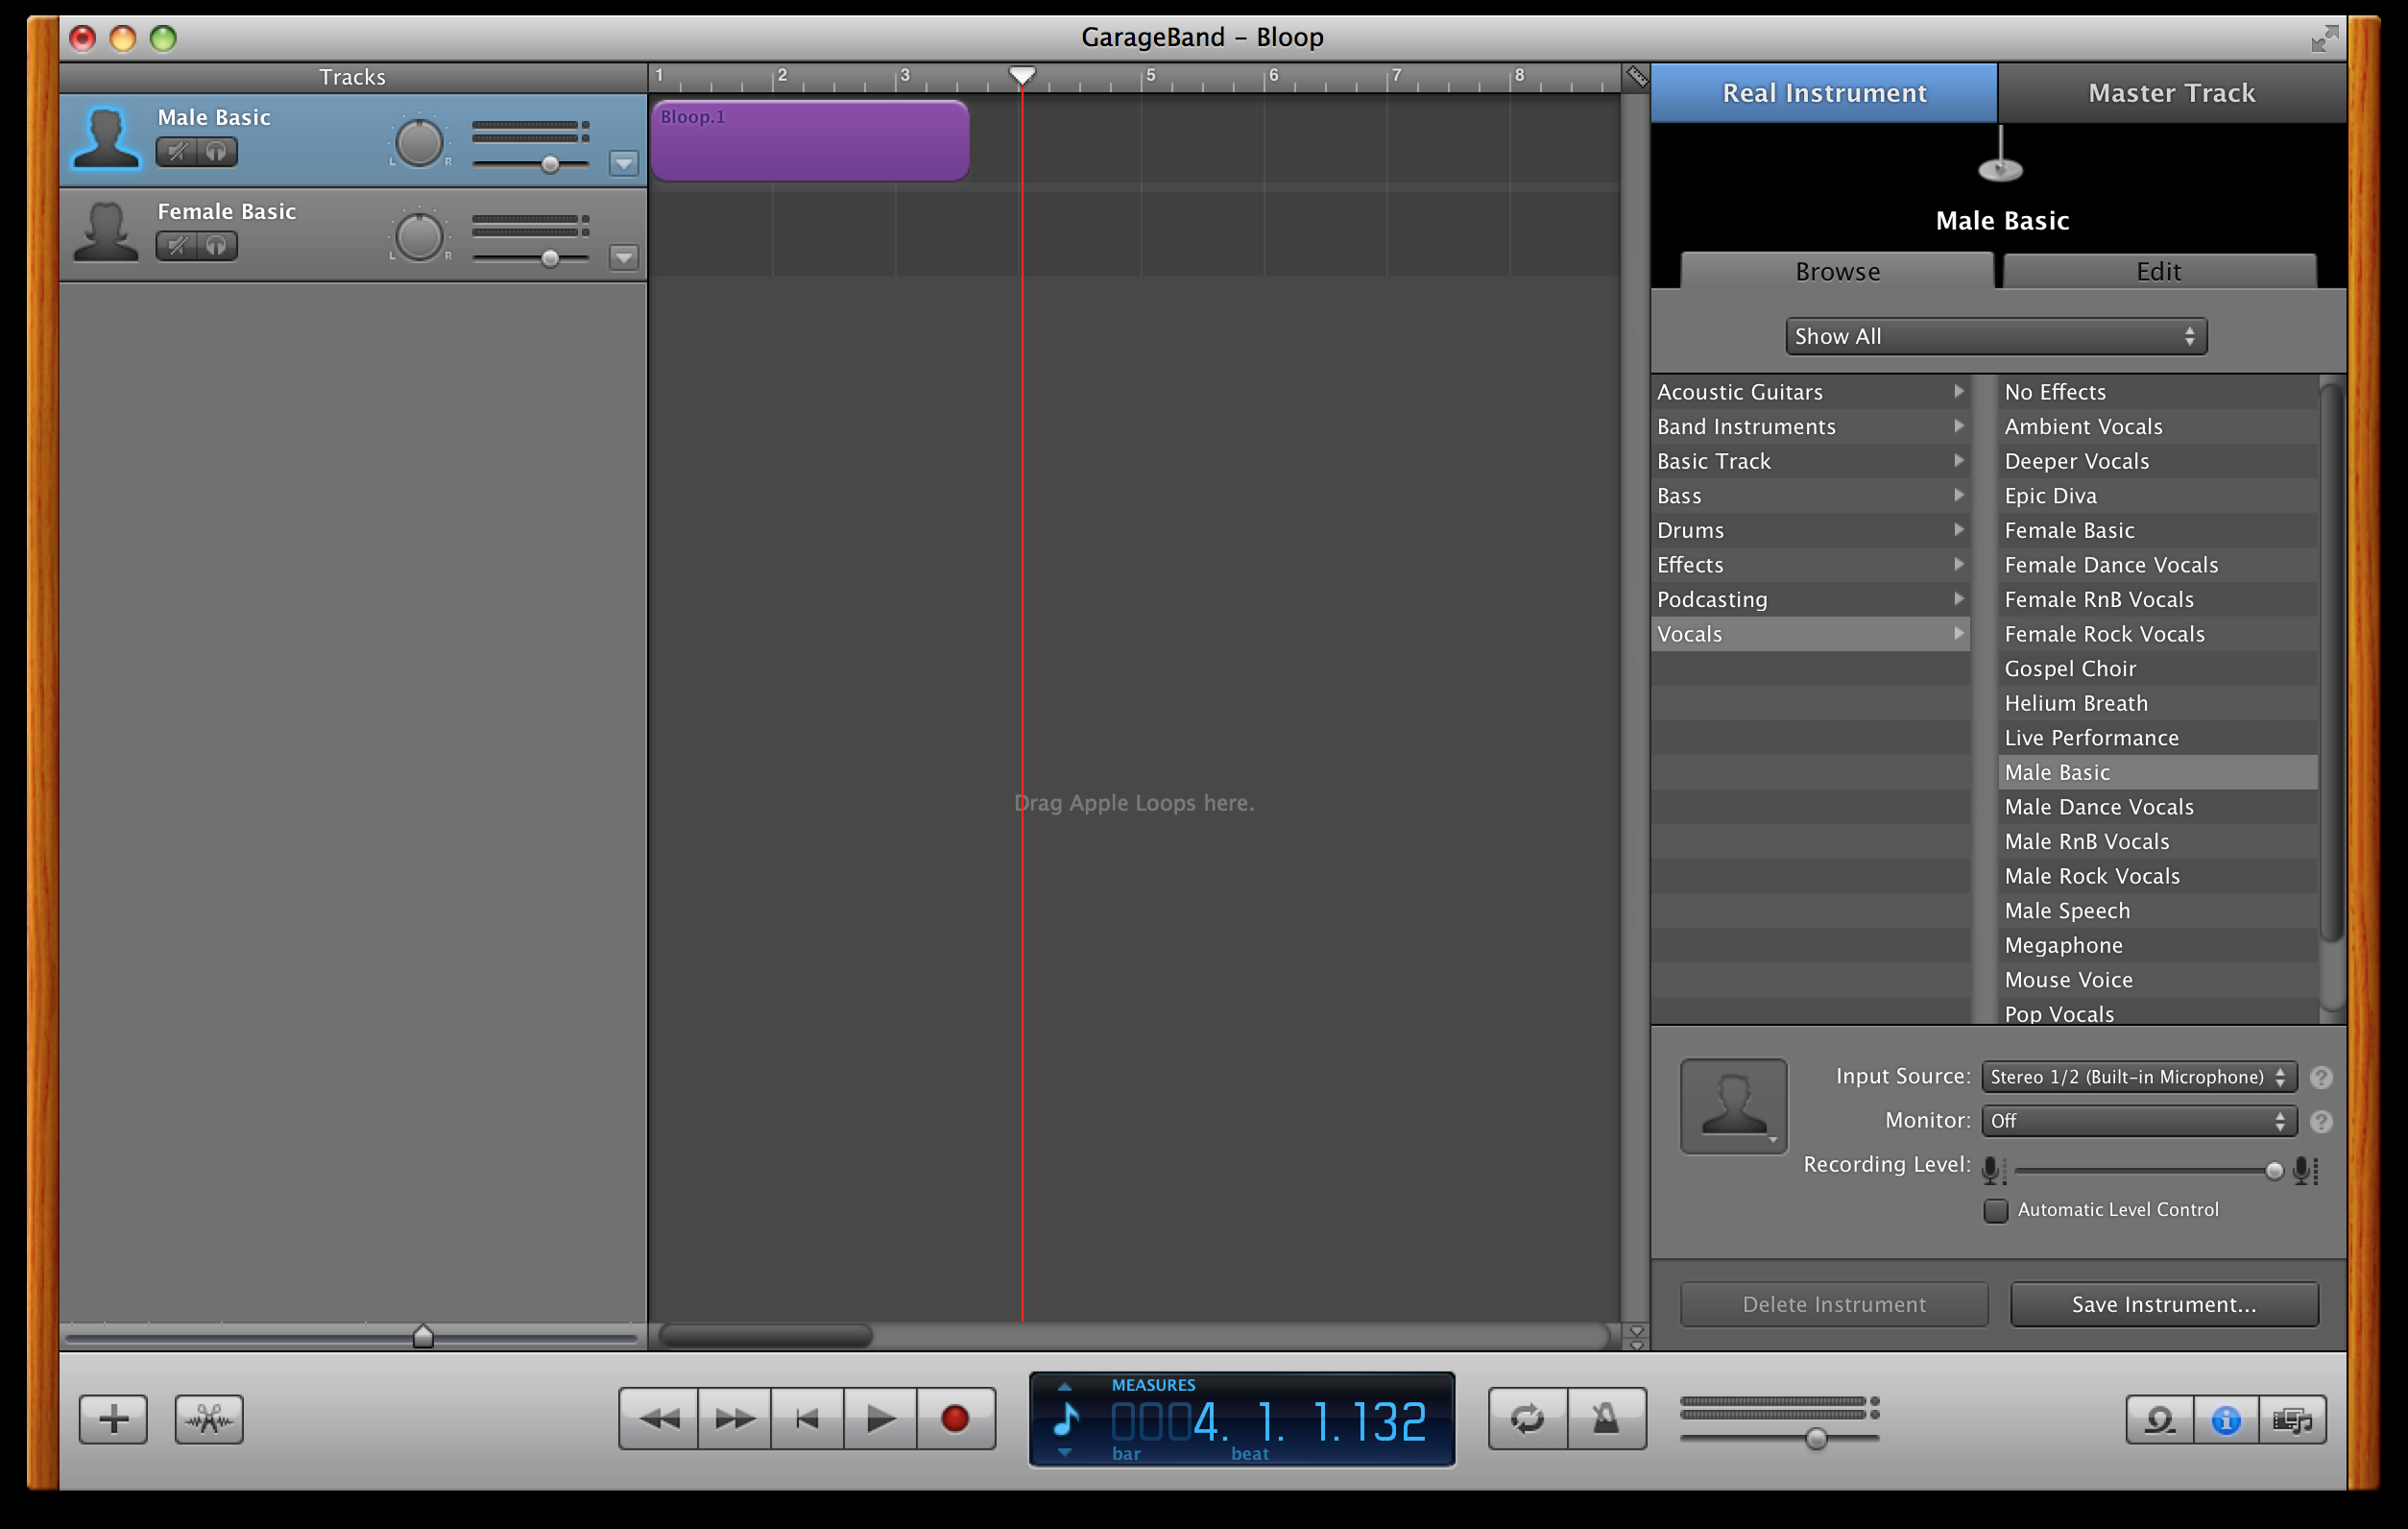 GarageBand – Bloop
Tracks
1 2 3 5 6 7 8
Real Instrument
Master Track
Male Basic
L R
Bloop.1
Female Basic
L R
Male Basic
Browse
Edit
Show All
Acoustic Guitars
Band Instruments
Basic Track
Bass
Drums
Effects
Podcasting
Vocals
No Effects
Ambient Vocals
Deeper Vocals
Epic Diva
Female Basic
Female Dance Vocals
Female RnB Vocals
Female Rock Vocals
Gospel Choir
Helium Breath
Live Performance
Male Basic
Male Dance Vocals
Male RnB Vocals
Male Rock Vocals
Male Speech
Megaphone
Mouse Voice
Pop Vocals
Drag Apple Loops here.
Input Source: Stereo 1/2 (Built-in Microphone) ?
Monitor: Off ?
Recording Level:
Automatic Level Control
Delete Instrument
Save Instrument...
MEASURES
0004. 1. 1.132
bar beat